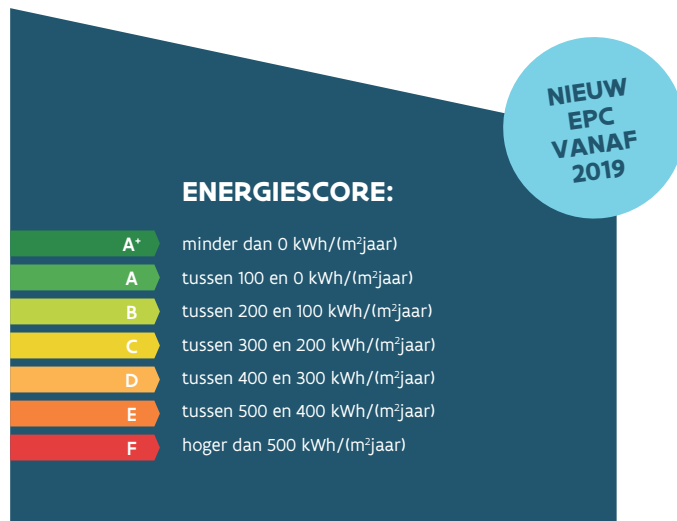 NIEUW
EPC
VANAF
2019
ENERGIESCORE:
A⁺ minder dan 0 kWh/(m²jaar)
A tussen 100 en 0 kWh/(m²jaar)
B tussen 200 en 100 kWh/(m²jaar)
C tussen 300 en 200 kWh/(m²jaar)
D tussen 400 en 300 kWh/(m²jaar)
E tussen 500 en 400 kWh/(m²jaar)
F hoger dan 500 kWh/(m²jaar)